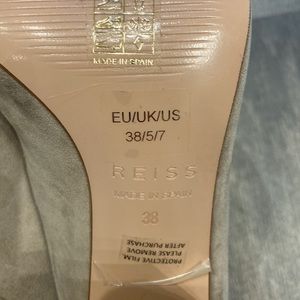 MADE IN SPAIN
EU/UK/US
38/5/7
REISS
MADE IN SPAIN
38
PROTECTIVE FILM
PLEASE REMOVE
AFTER PURCHASE